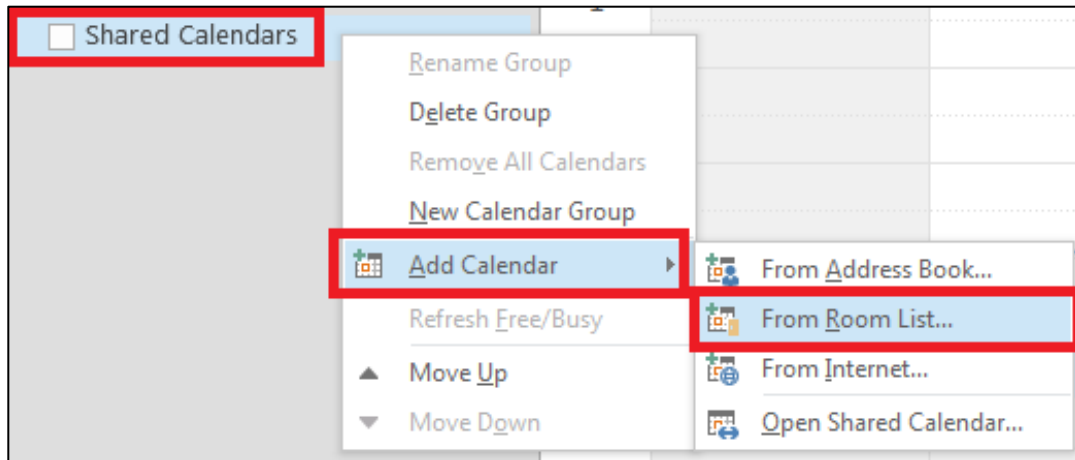 Shared Calendars
Rename Group
Delete Group
Remove All Calendars
New Calendar Group
Add Calendar
From Address Book...
From Room List...
Refresh Free/Busy
From Internet...
Move Up
Open Shared Calendar...
Move Down